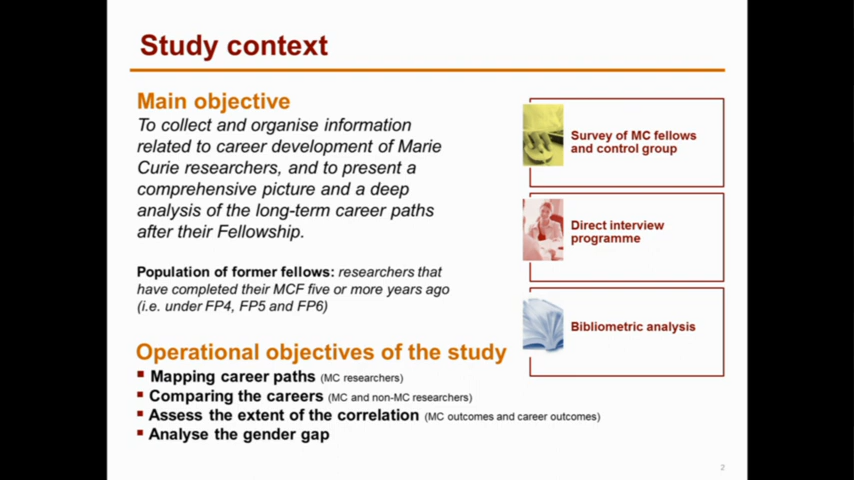 Study context
Main objective
To collect and organise information
related to career development of Marie
Curie researchers, and to present a
comprehensive picture and a deep
analysis of the long-term career paths
after their Fellowship.
Population of former fellows: researchers that
have completed their MCF five or more years ago
(i.e. under FP4, FP5 and FP6)
Operational objectives of the study
Mapping career paths (MC researchers)
Comparing the careers (MC and non-MC researchers)
Assess the extent of the correlation (MC outcomes and career outcomes)
Analyse the gender gap
Survey of MC fellows
and control group
Direct interview
programme
Bibliometric analysis
2